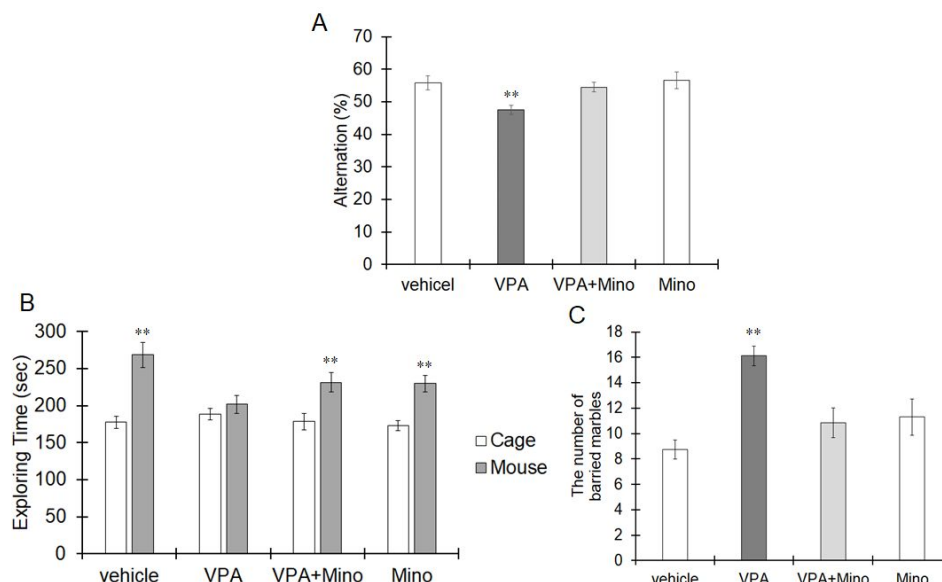 A
Alternation (%)
70
60
50
40
30
20
10
0
**
vehicel VPA VPA+Mino Mino
B
Exploring Time (sec)
300
250
200
150
100
50
0
** ** **
vehicle VPA VPA+Mino Mino
Cage
Mouse
C
The number of
barried marbles
18
16
14
12
10
8
6
4
2
0
**
vehicle VPA VPA+Mino Mino